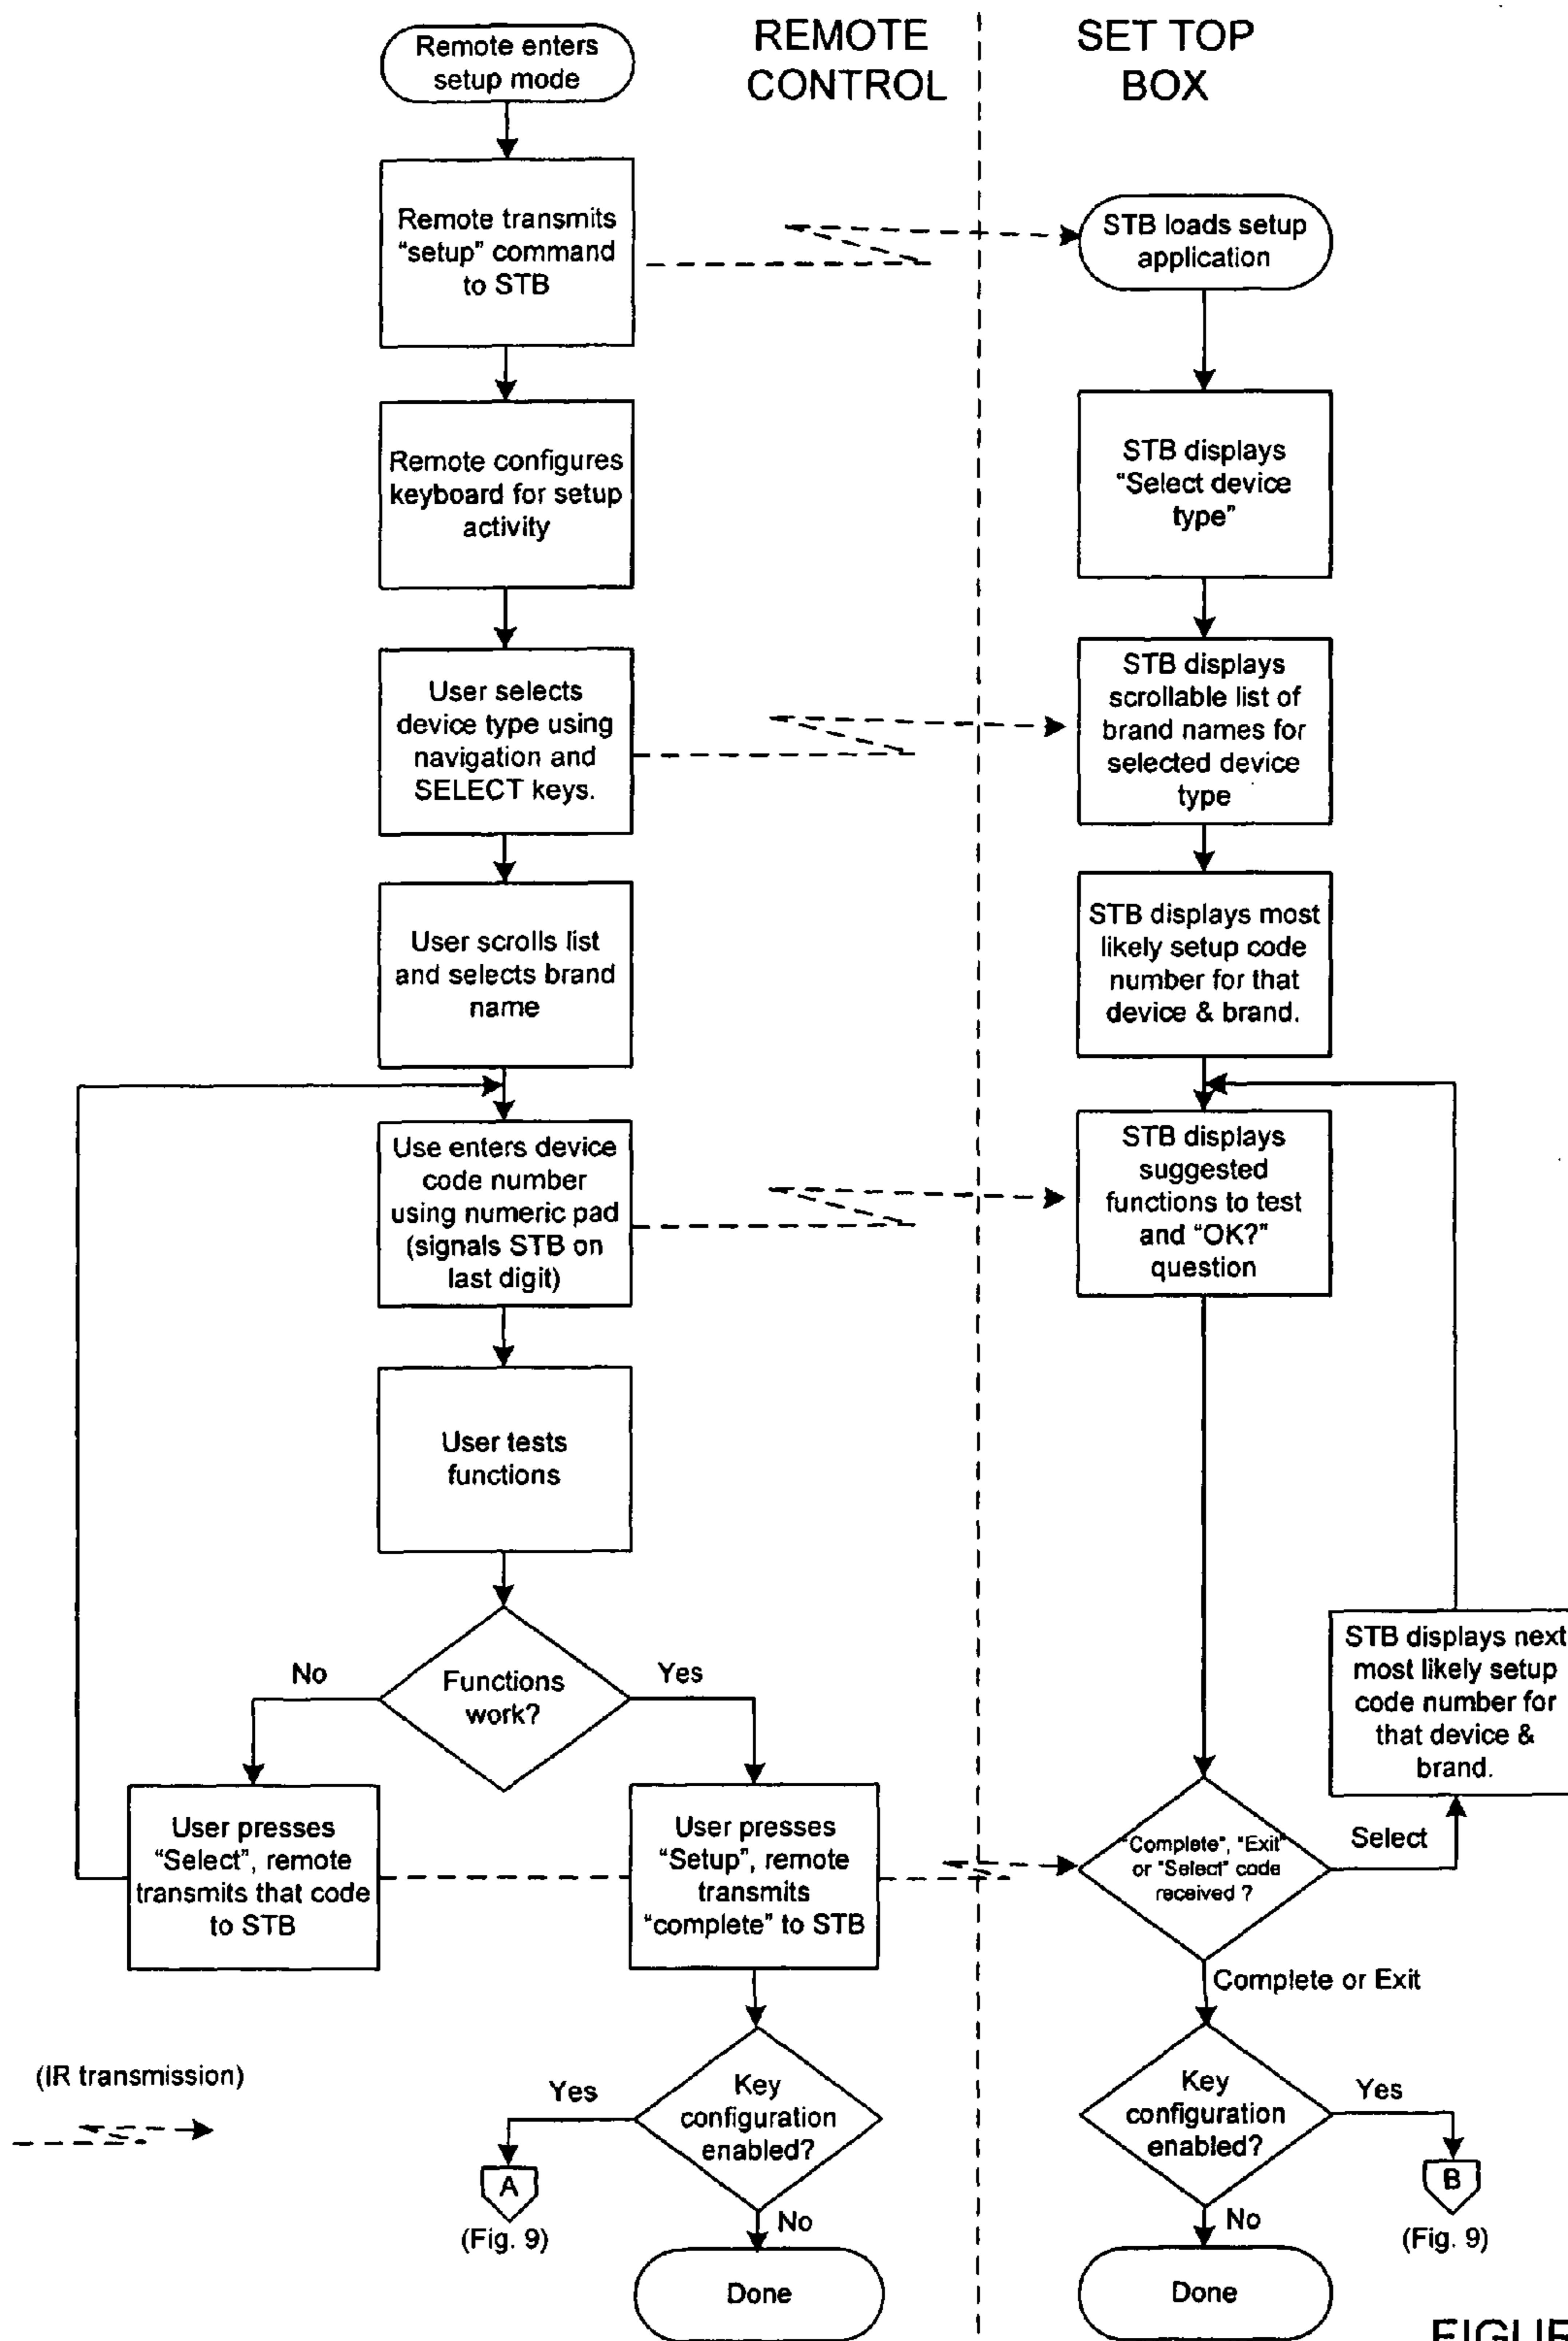 REMOTE
CONTROL
SET TOP
BOX
Remote enters
setup mode
Remote transmits
“setup” command
to STB
STB loads setup
application
Remote configures
keyboard for setup
activity
STB displays
“Select device
type”
User selects
device type using
navigation and
SELECT keys.
STB displays
scrollable list of
brand names for
selected device
type
User scrolls list
and selects brand
name
STB displays most
likely setup code
number for that
device & brand.
Use enters device
code number
using numeric pad
(signals STB on
last digit)
STB displays
suggested
functions to test
and “OK?”
question
User tests
functions
Functions
work?
No
Yes
STB displays next
most likely setup
code number for
that device &
brand.
User presses
“Select”, remote
transmits that code
to STB
User presses
“Setup”, remote
transmits
“complete” to STB
“Complete”, “Exit”
or “Select” code
received ?
Select
Complete or Exit
(IR transmission)
Key
configuration
enabled?
Yes
A
(Fig. 9)
No
Done
Key
configuration
enabled?
Yes
B
(Fig. 9)
No
Done